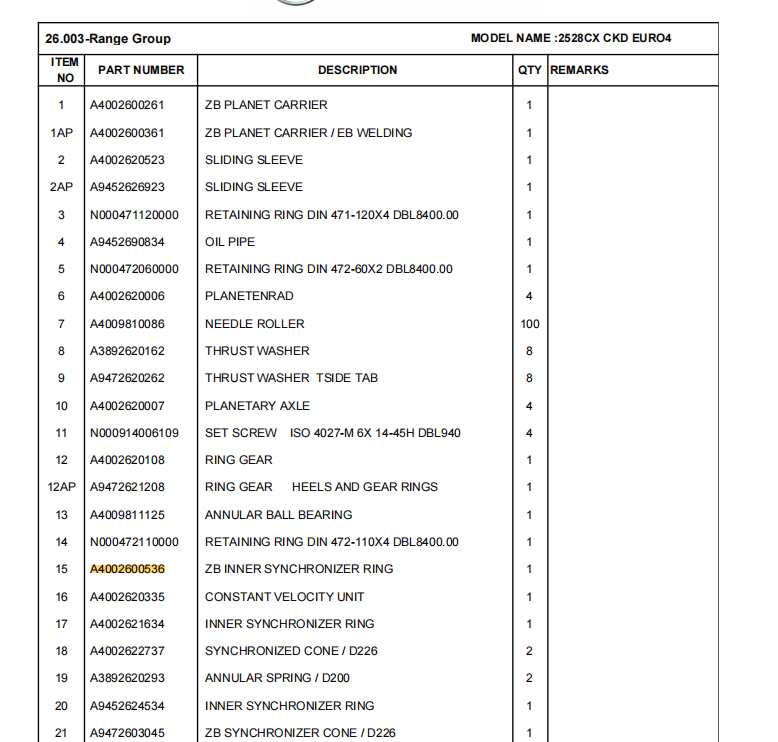 26.003-Range Group MODEL NAME :2528CX CKD EURO4
ITEM NO PART NUMBER DESCRIPTION QTY REMARKS
1 A4002600261 ZB PLANET CARRIER 1
1AP A4002600361 ZB PLANET CARRIER / EB WELDING 1
2 A4002620523 SLIDING SLEEVE 1
2AP A9452626923 SLIDING SLEEVE 1
3 N000471120000 RETAINING RING DIN 471-120X4 DBL8400.00 1
4 A9452690834 OIL PIPE 1
5 N000472060000 RETAINING RING DIN 472-60X2 DBL8400.00 1
6 A4002620006 PLANETENRAD 4
7 A4009810086 NEEDLE ROLLER 100
8 A3892620162 THRUST WASHER 8
9 A9472620262 THRUST WASHER TSIDE TAB 8
10 A4002620007 PLANETARY AXLE 4
11 N000914006109 SET SCREW ISO 4027-M 6X 14-45H DBL940 4
12 A4002620108 RING GEAR 1
12AP A9472621208 RING GEAR HEELS AND GEAR RINGS 1
13 A4009811125 ANNULAR BALL BEARING 1
14 N000472110000 RETAINING RING DIN 472-110X4 DBL8400.00 1
15 A4002600536 ZB INNER SYNCHRONIZER RING 1
16 A4002620335 CONSTANT VELOCITY UNIT 1
17 A4002621634 INNER SYNCHRONIZER RING 1
18 A4002622737 SYNCHRONIZED CONE / D226 2
19 A3892620293 ANNULAR SPRING / D200 2
20 A9452624534 INNER SYNCHRONIZER RING 1
21 A9472603045 ZB SYNCHRONIZER CONE / D226 1